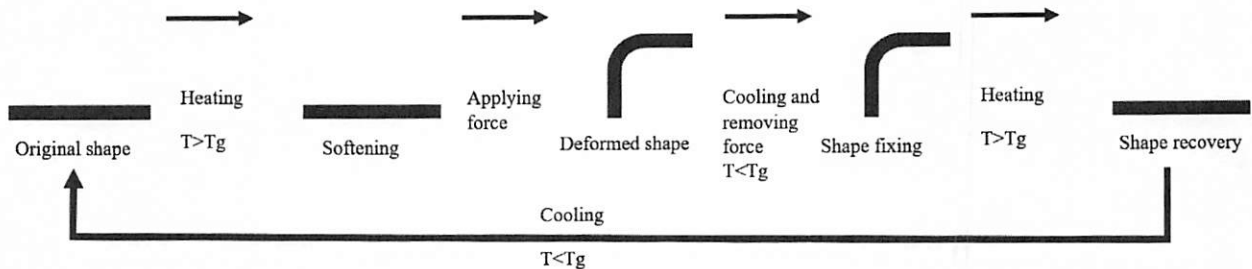 Heating
T>Tg
Original shape
Softening
Applying
force
Deformed shape
Cooling and
removing
force
T<Tg
Shape fixing
Heating
T>Tg
Shape recovery
Cooling
T<Tg